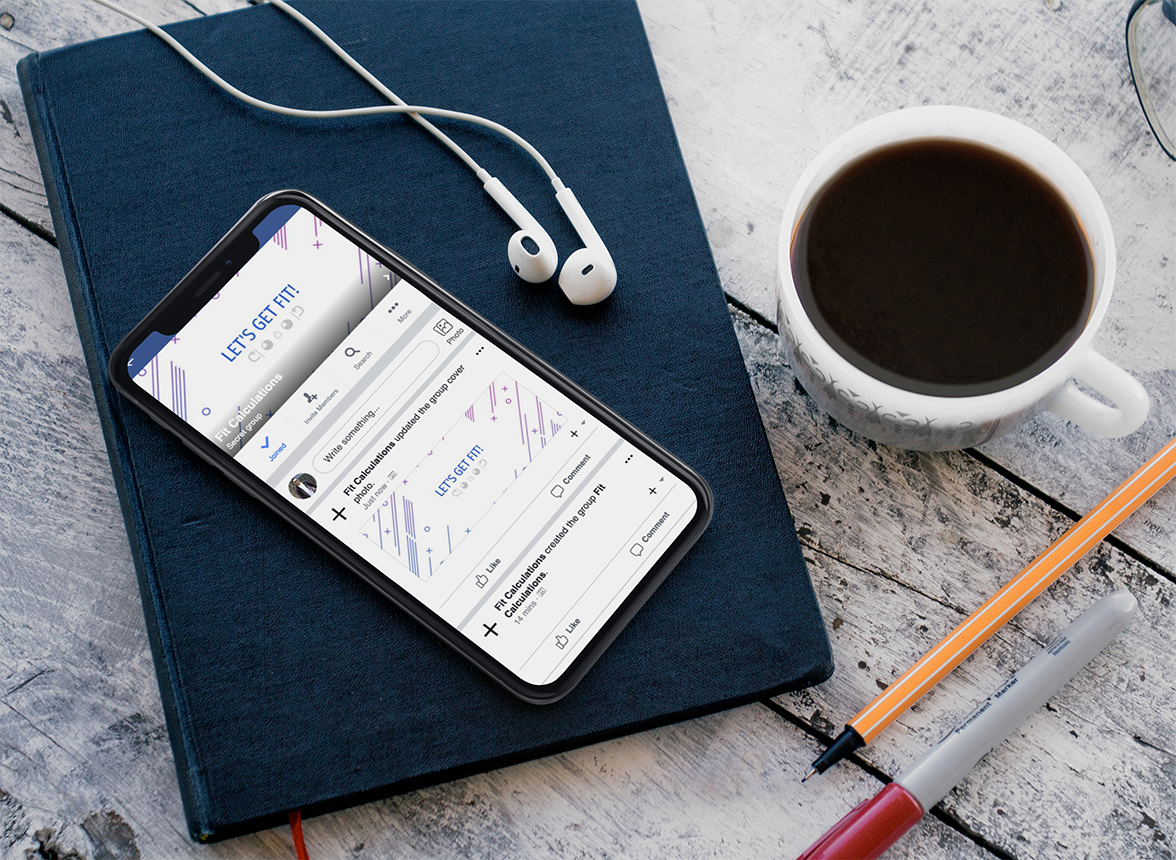 LET'S GET FIT!
Fit Calculations
Secret group
Joined
Invite Members
Search
More
Write something...
Photo
Fit Calculations updated the group cover
photo.
Just now ·
LET'S GET FIT!
Like
Comment
Fit Calculations created the group Fit
Calculations.
14 mins ·
Like
Comment
Permanent Marker